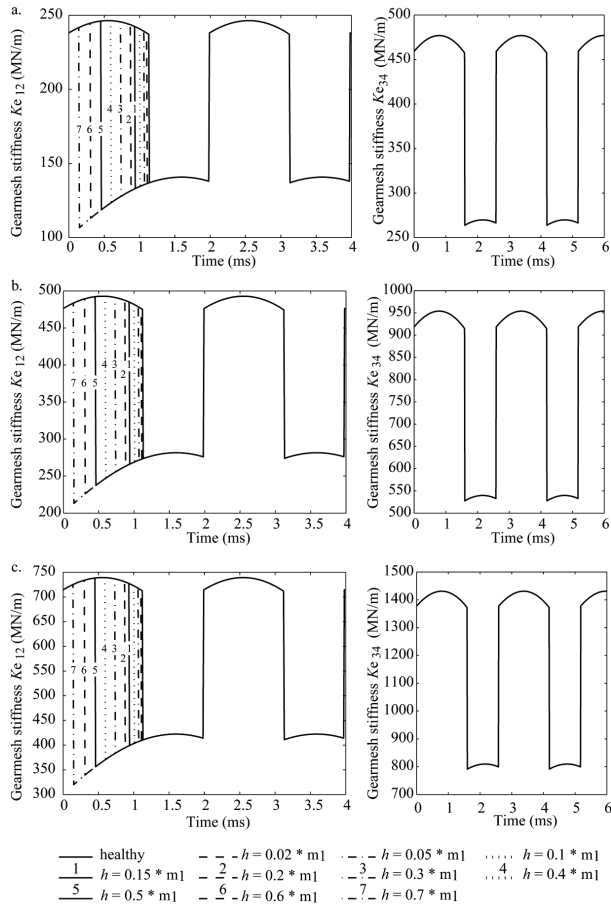 a.
Gearmesh stiffness Ke 12 (MN/m)
250
200
150
100
0 0.5 1 1.5 2 2.5 3 3.5 4
Time (ms)
7 6 5 4 3 2 1
Gearmesh stiffness Ke34 (MN/m)
500
450
400
350
300
250
0 1 2 3 4 5 6
Time (ms)
b.
Gearmesh stiffness Ke 12 (MN/m)
500
450
400
350
300
250
200
0 0.5 1 1.5 2 2.5 3 3.5 4
Time (ms)
7 6 5 4 3 2 1
Gearmesh stiffness Ke 34 (MN/m)
1000
950
900
850
800
750
700
650
600
550
500
0 1 2 3 4 5 6
Time (ms)
c.
Gearmesh stiffness Ke 12 (MN/m)
750
700
650
600
550
500
450
400
350
300
0 0.5 1 1.5 2 2.5 3 3.5 4
Time (ms)
7 6 5 4 3 2 1
Gearmesh stiffness Ke 34 (MN/m)
1500
1400
1300
1200
1100
1000
900
800
700
0 1 2 3 4 5 6
Time (ms)
healthy h = 0.02 * m1 h = 0.05 * m1 h = 0.1 * m1
1 h = 0.15 * m1 2 h = 0.2 * m1 3 h = 0.3 * m1 4 h = 0.4 * m1
5 h = 0.5 * m1 6 h = 0.6 * m1 7 h = 0.7 * m1